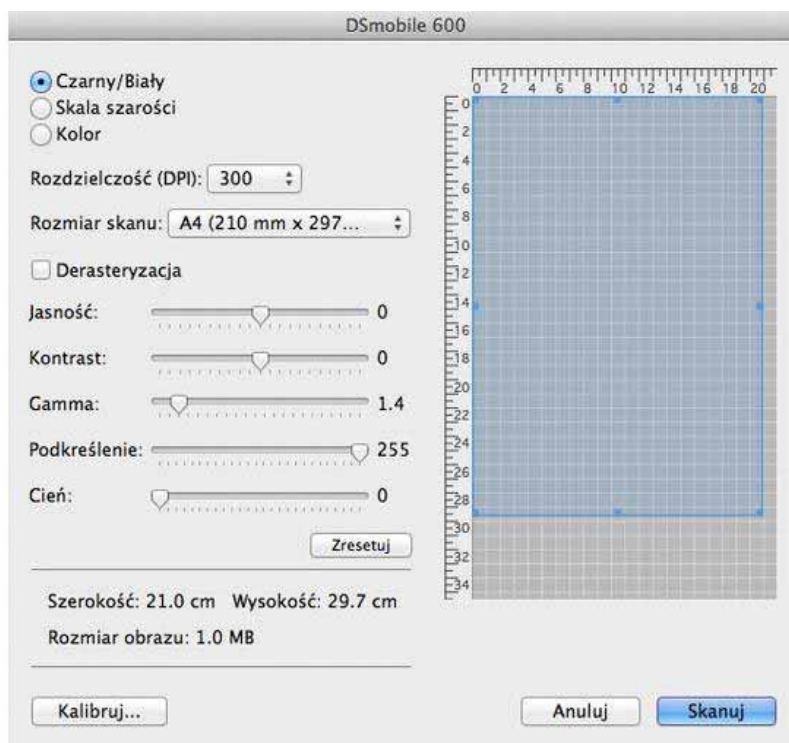 DSmobile 600
Czarny/Biały
Skala szarości
Kolor
Rozdzielczość (DPI): 300
Rozmiar skanu: A4 (210 mm x 297...
Derasteryzacja
Jasność: 0
Kontrast: 0
Gamma: 1.4
Podkreślenie: 255
Cień: 0
Zresetuj
Szerokość: 21.0 cm Wysokość: 29.7 cm
Rozmiar obrazu: 1.0 MB
Kalibruj...
0 2 4 6 8 10 12 14 16 18 20
0
2
4
6
8
10
12
14
16
18
20
22
24
26
28
30
32
34
Anuluj
Skanuj